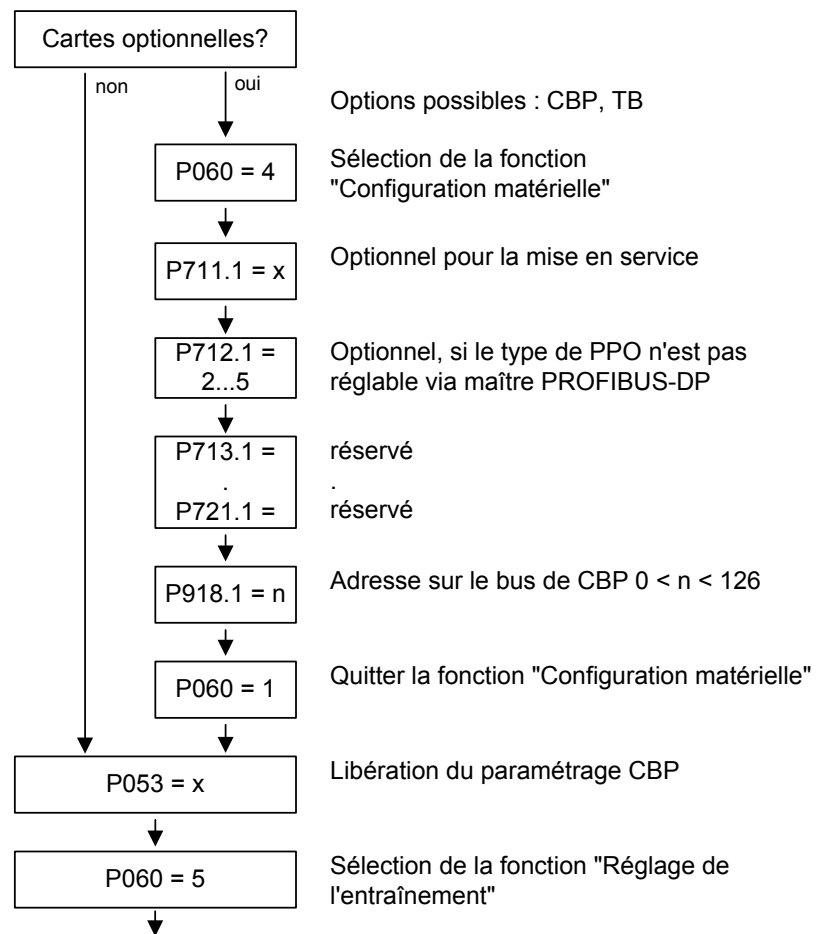 Cartes optionnelles?
non
oui
Options possibles : CBP, TB
P060 = 4
Sélection de la fonction
"Configuration matérielle"
P711.1 = x
Optionnel pour la mise en service
P712.1 =
2...5
Optionnel, si le type de PPO n'est pas
réglable via maître PROFIBUS-DP
P713.1 =
.
P721.1 =
réservé
.
réservé
P918.1 = n
Adresse sur le bus de CBP 0 < n < 126
P060 = 1
Quitter la fonction "Configuration matérielle"
P053 = x
Libération du paramétrage CBP
P060 = 5
Sélection de la fonction "Réglage de
l'entraînement"